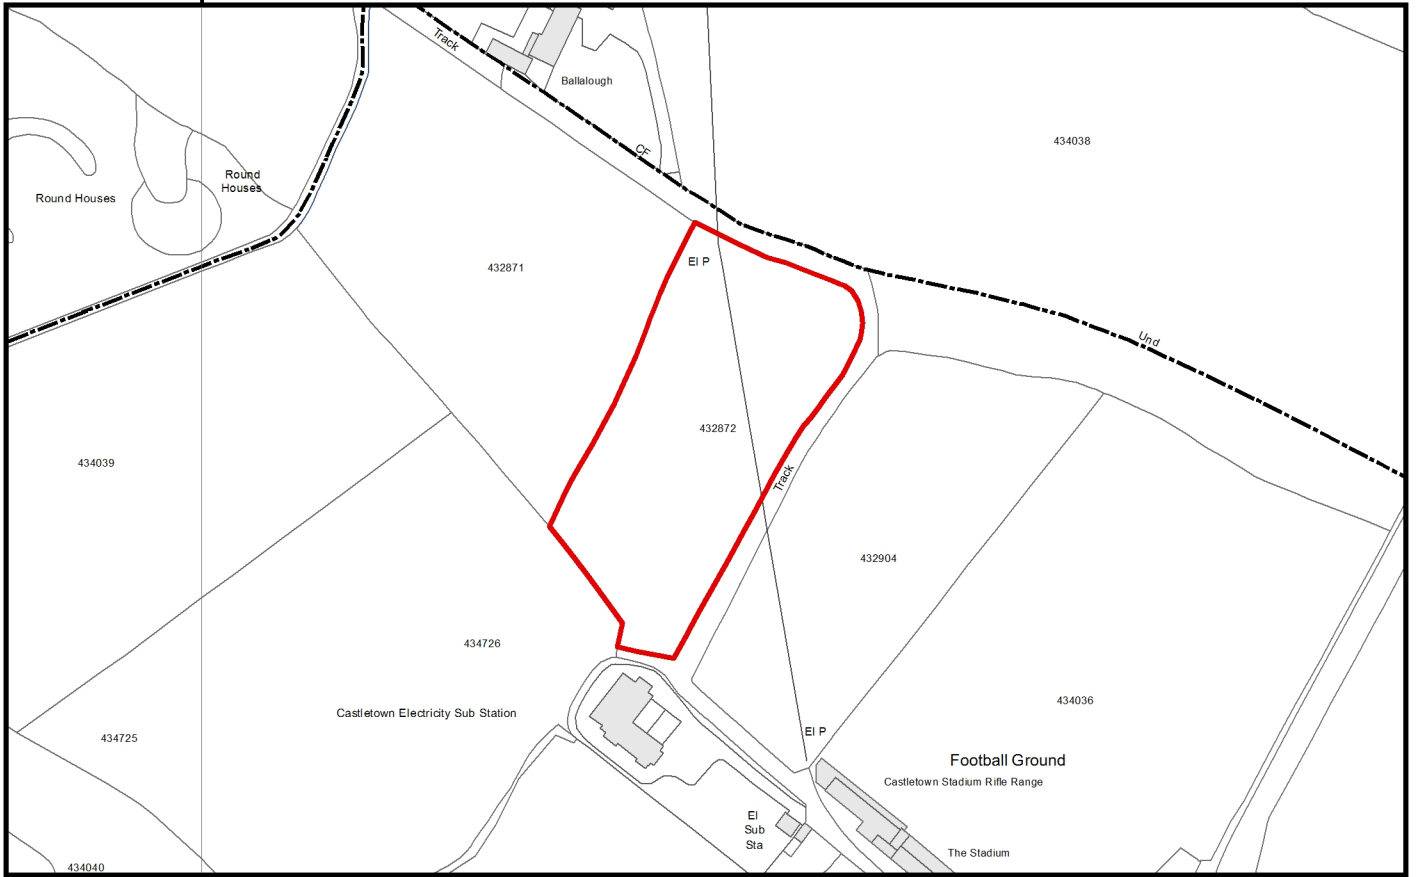 Track
Ballalough
434038
CF
Round
Houses
Round Houses
El P
432871
Und
432872
434039
Track
432904
434726
434036
Castletown Electricity Sub Station
El P
434725
Football Ground
Castletown Stadium Rifle Range
El
Sub
Sta
The Stadium
434040